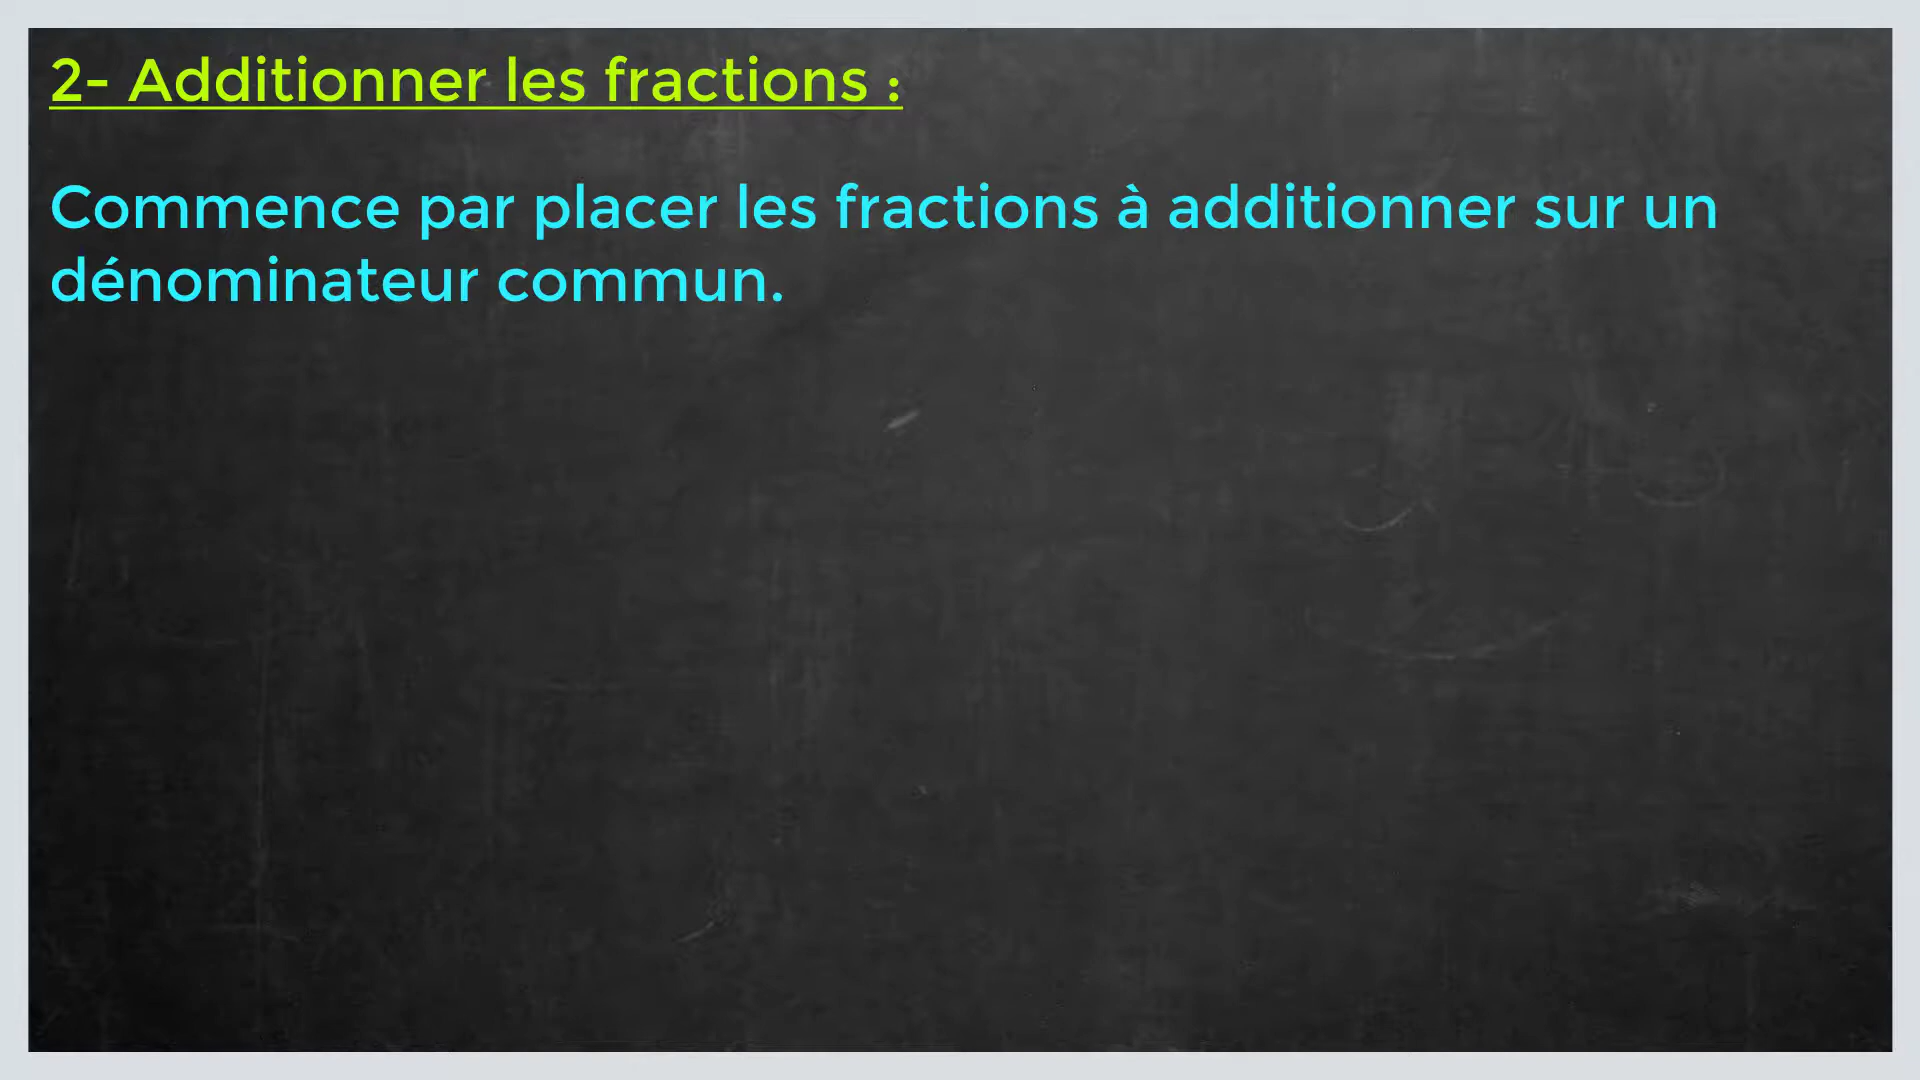 2- Additionner les fractions :
Commence par placer les fractions à additionner sur un
dénominateur commun.